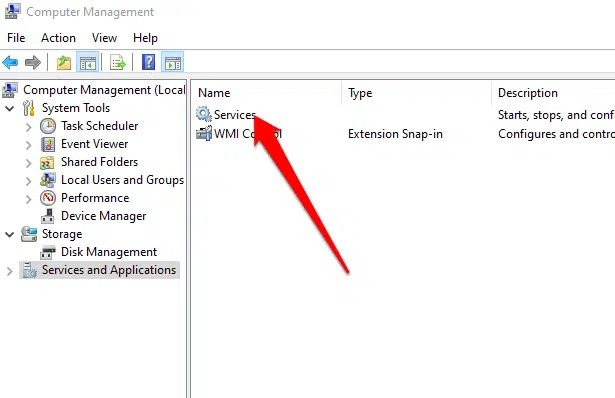 Computer Management
File Action View Help
Computer Management (Local
System Tools
Task Scheduler
Event Viewer
Shared Folders
Local Users and Groups
Performance
Device Manager
Storage
Disk Management
Services and Applications
Name Type Description
Services Starts, stops, and conf
WMI Extension Snap-in Configures and contro